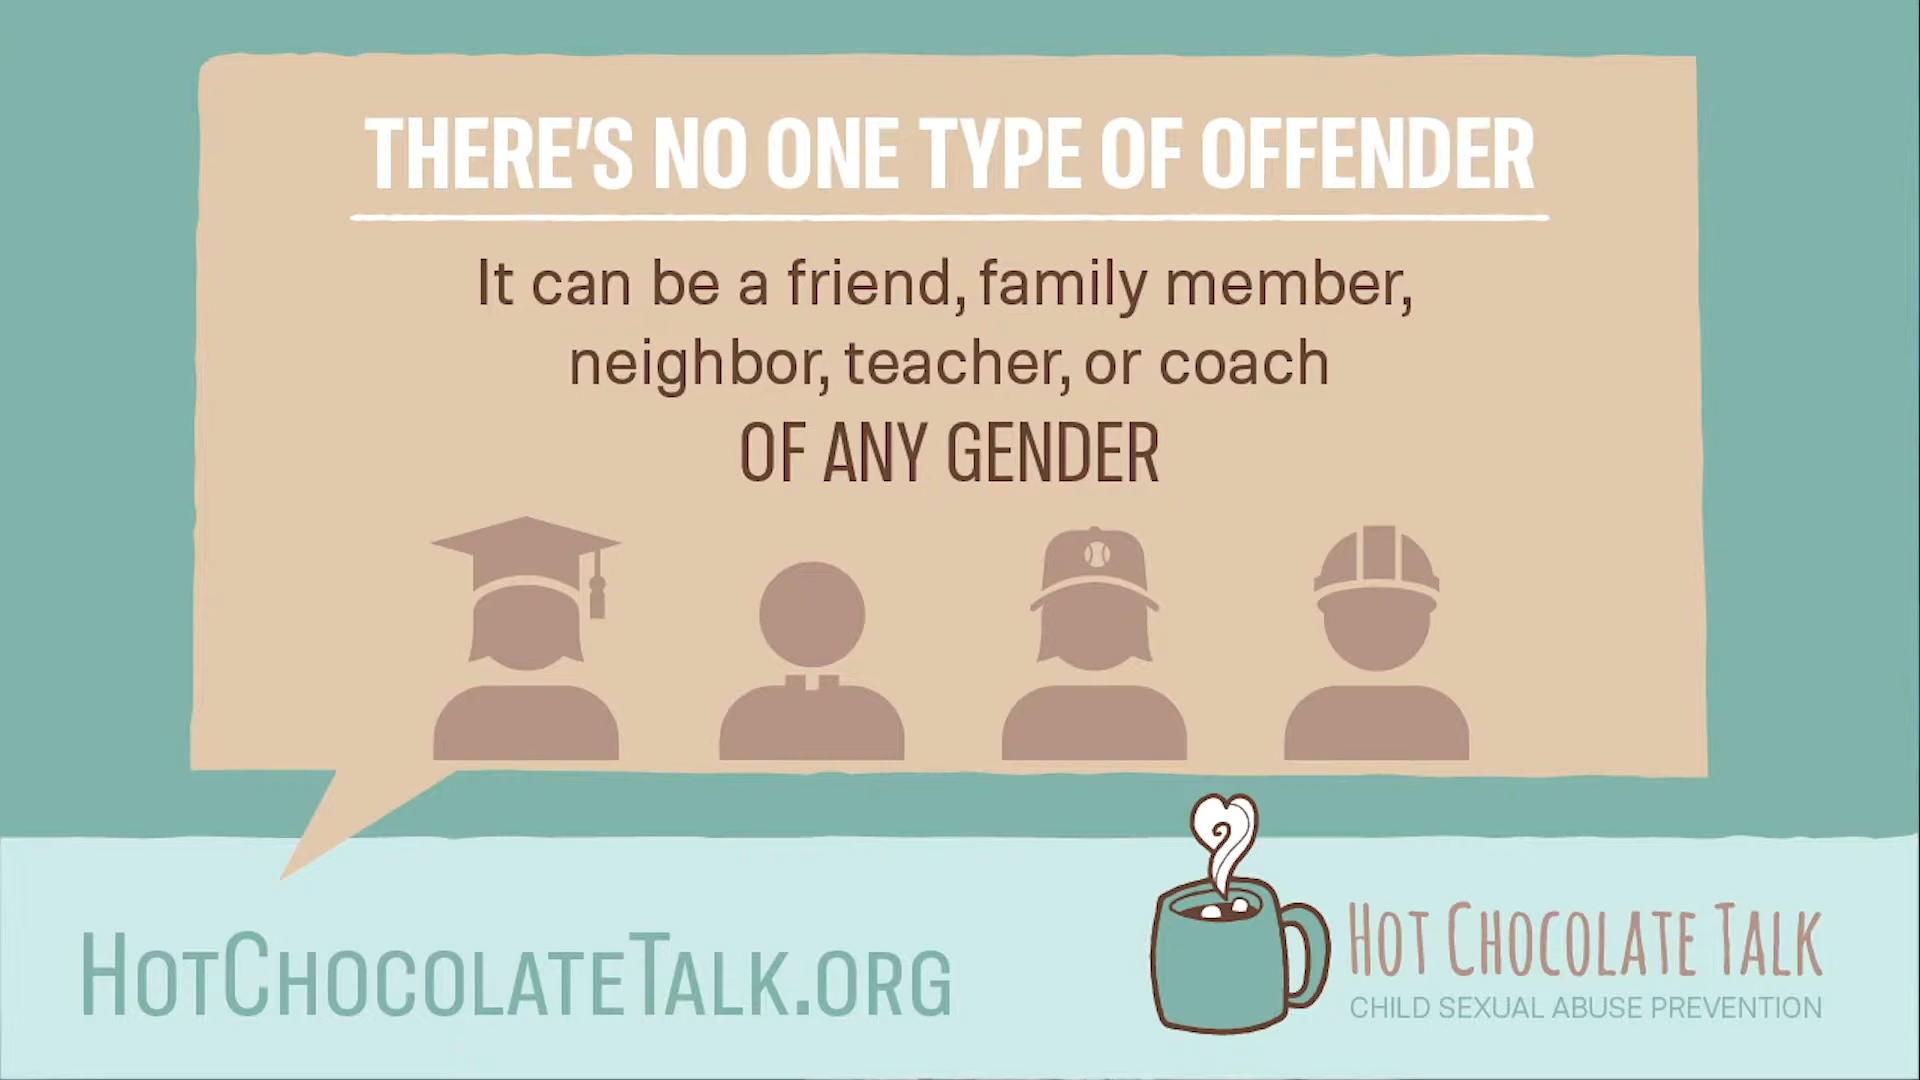 THERE'S NO ONE TYPE OF OFFENDER
It can be a friend, family member,
neighbor, teacher, or coach
OF ANY GENDER
HOTCHOCOLATETALK.ORG
HOT CHOCOLATE TALK
CHILD SEXUAL ABUSE PREVENTION